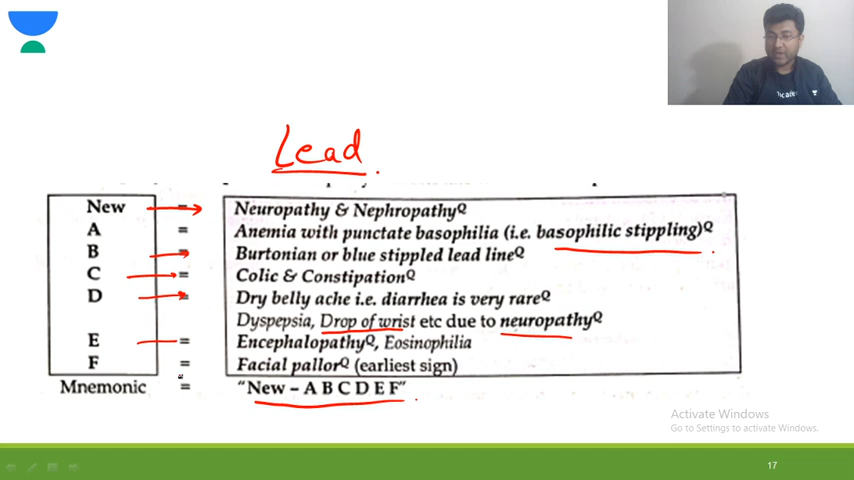 Lead.
New = Neuropathy & NephropathyQ
A = Anemia with punctate basophilia (i.e. basophilic stippling)Q
B = Burtonian or blue stippled lead lineQ
C = Colic & ConstipationQ
D = Dry belly ache i.e. diarrhea is very rareQ
Dyspepsia, Drop of wrist etc due to neuropathyQ
E = EncephalopathyQ, Eosinophilia
F = Facial pallorQ (earliest sign)
Mnemonic = "New – A B C D E F"
Activate Windows
Go to Settings to activate Windows.
17